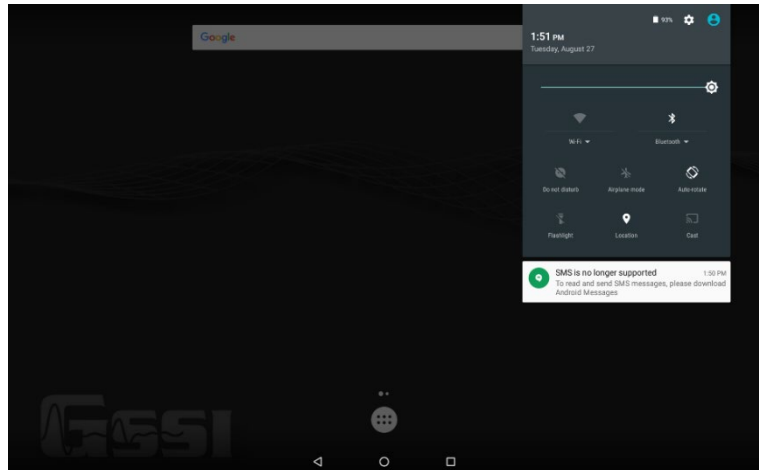 93%
Google
1:51 PM
Tuesday, August 27
Wi-Fi
Bluetooth
Do not disturb
Airplane mode
Auto-rotate
Flashlight
Location
Cast
SMS is no longer supported
1:50 PM
To read and send SMS messages, please download
Android Messages
GSSI